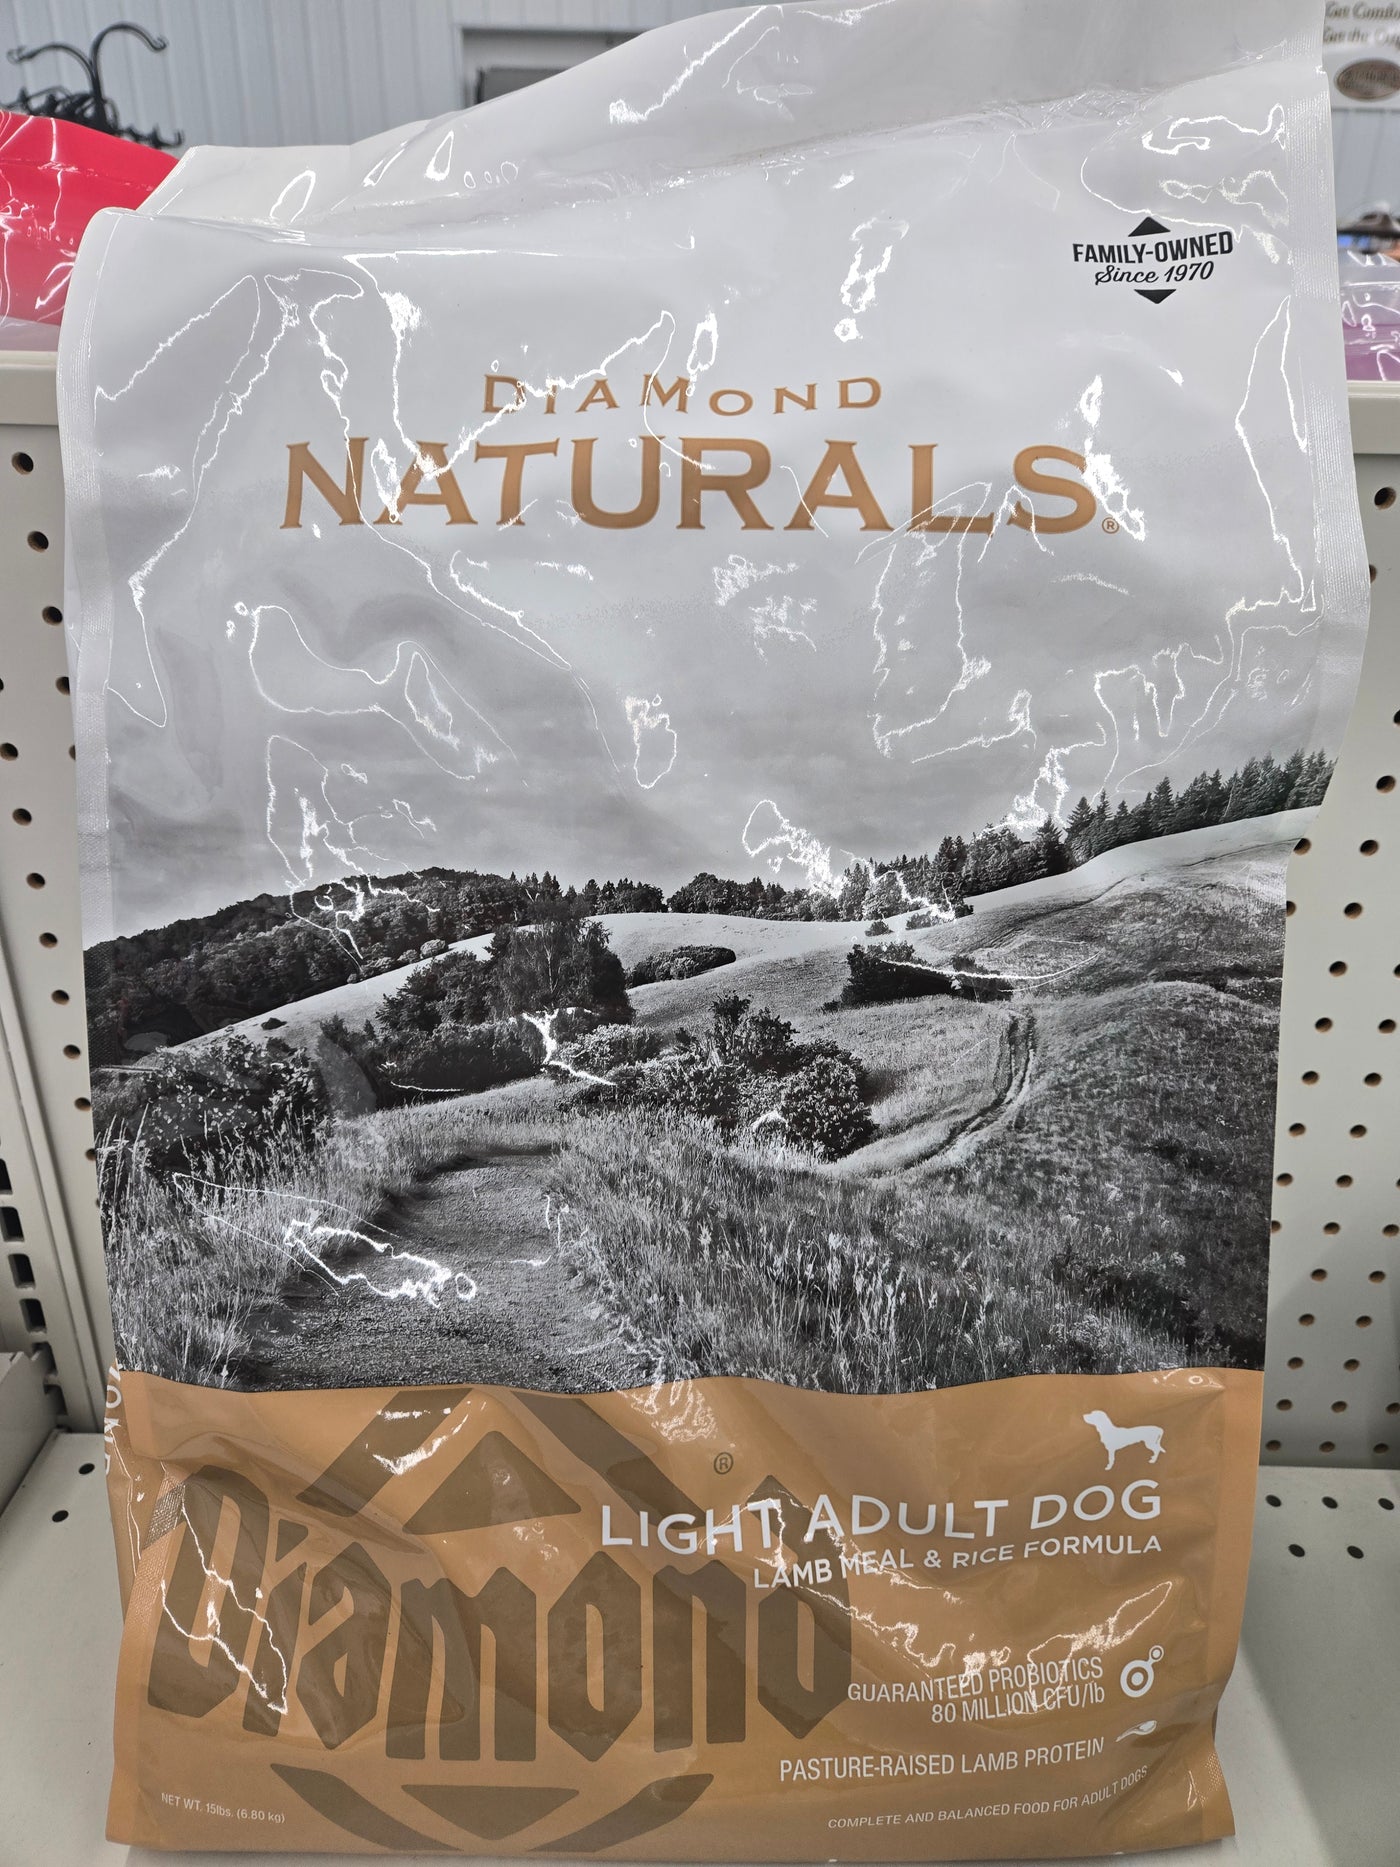 FAMILY-OWNED
Since 1970
DIAMOND
NATURALS®
Diamond®
LIGHT ADULT DOG
LAMB MEAL & RICE FORMULA
GUARANTEED PROBIOTICS
80 MILLION CFU/lb
PASTURE-RAISED LAMB PROTEIN
NET WT. 15lbs. (6.80 kg)
COMPLETE AND BALANCED FOOD FOR ADULT DOGS